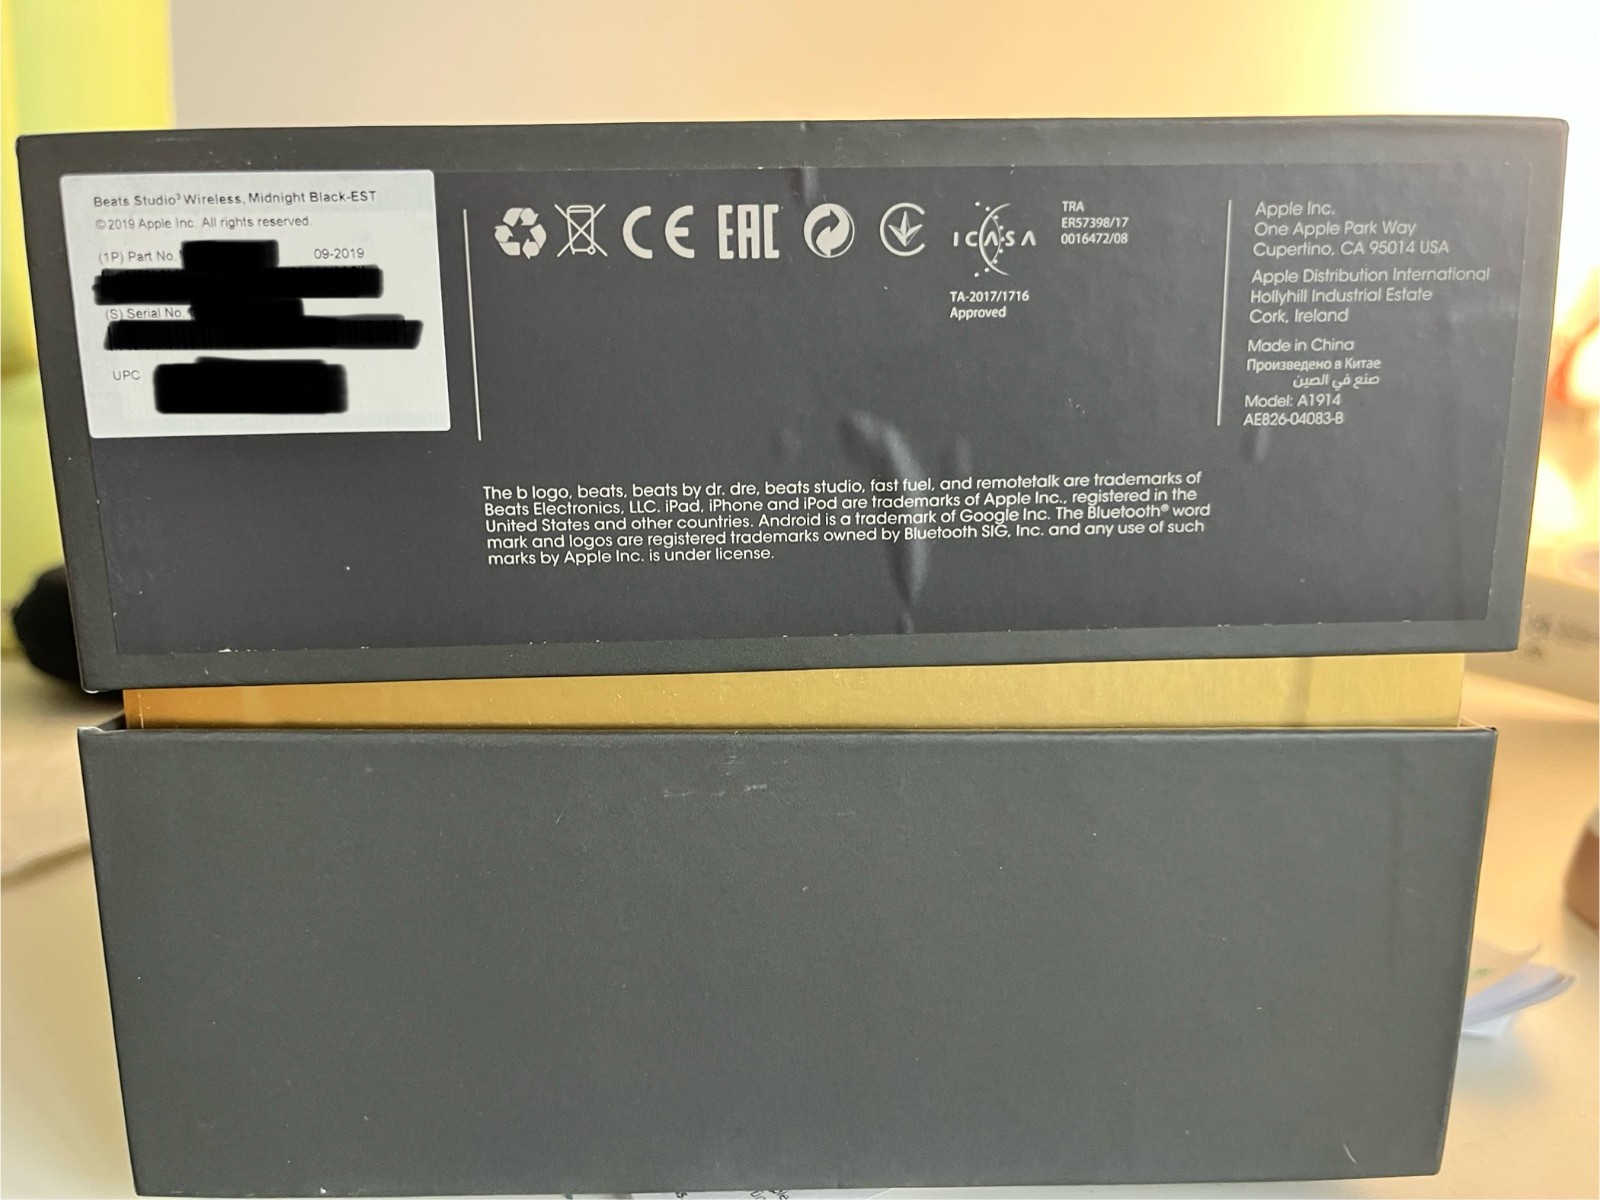 Beats Studio³ Wireless, Midnight Black-EST
©2019 Apple Inc. All rights reserved.
(1P) Part No.
09-2019
(S) Serial No.
UPC
CE
EAC
ICASA
TA-2017/1716
Approved
TRA
ER57398/17
0016472/08
Apple Inc.
One Apple Park Way
Cupertino, CA 95014 USA
Apple Distribution International
Hollyhill Industrial Estate
Cork, Ireland
Made in China
Произведено в Китае
صنع في الصين
Model: A1914
AE826-04083-B
The b logo, beats, beats by dr. dre, beats studio, fast fuel, and remotetalk are trademarks of
Beats Electronics, LLC. iPad, iPhone and iPod are trademarks of Apple Inc., registered in the
United States and other countries. Android is a trademark of Google Inc. The Bluetooth® word
mark and logos are registered trademarks owned by Bluetooth SIG, Inc. and any use of such
marks by Apple Inc. is under license.